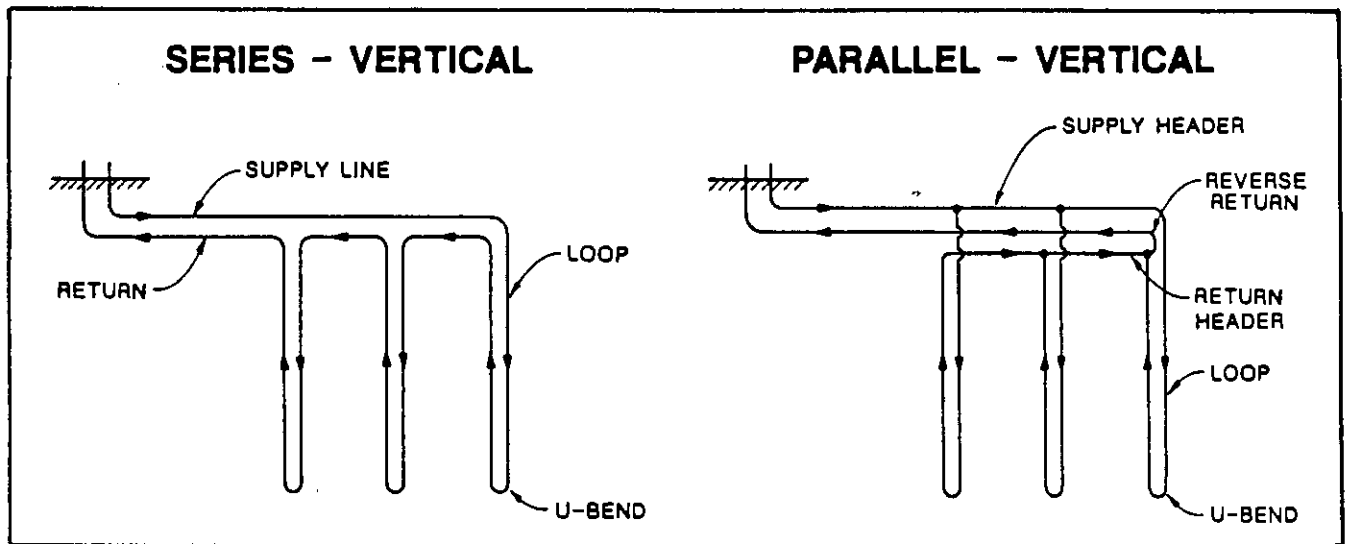 SERIES – VERTICAL
SUPPLY LINE
RETURN
LOOP
U-BEND
PARALLEL – VERTICAL
SUPPLY HEADER
REVERSE
RETURN
RETURN
HEADER
LOOP
U-BEND